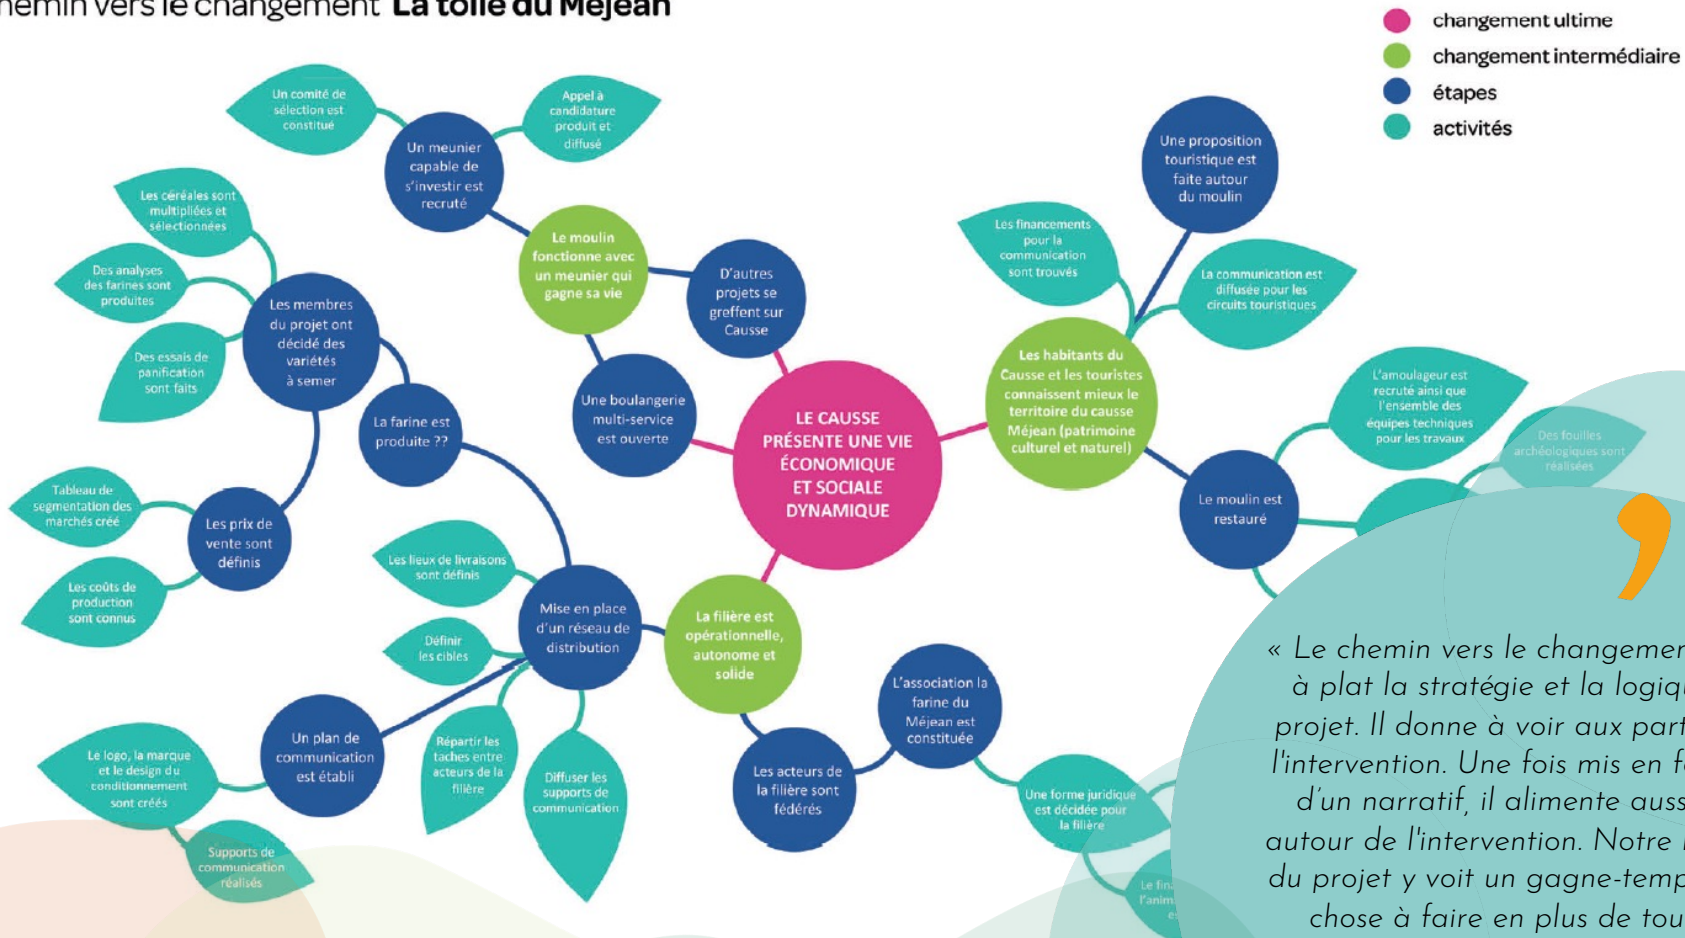 chemin vers le changement La toile du Méjean
changement ultime
changement intermédiaire
étapes
activités
Un comité de
sélection est
constitué
Appel à
candidature
produit et
diffusé
Un meunier
capable de
s'investir est
recruté
Les céréales sont
multipliées et
sélectionnées
Des analyses
des farines sont
produites
Des essais de
panification
sont faits
Les membres
du projet ont
décidé des
variétés
à semer
Le moulin
fonctionne avec
un meunier qui
gagne sa vie
D'autres
projets se
greffent sur
Causse
Une boulangerie
multi-service
est ouverte
La farine est
produite ??
Tableau de
segmentation des
marchés créé
Les prix de
vente sont
définis
Les coûts de
production
sont connus
LE CAUSSE
PRÉSENTE UNE VIE
ÉCONOMIQUE
ET SOCIALE
DYNAMIQUE
Une proposition
touristique est
faite autour
du moulin
Les financements
pour la
communication
sont trouvés
La communication est
diffusée pour les
circuits touristiques
Les habitants du
Causse et les touristes
connaissent mieux le
territoire du causse
Méjean (patrimoine
culturel et naturel)
L'amoulageur est
recruté ainsi que
l'ensemble des
équipes techniques
pour les travaux
Des fouilles
archéologiques sont
réalisées
Le moulin est
restauré
Les lieux de livraisons
sont définis
Définir
les cibles
Mise en place
d'un réseau de
distribution
La filière est
opérationnelle,
autonome et
solide
Un plan de
communication
est établi
Répartir les
taches entre
acteurs de la
filière
Diffuser les
supports de
communication
Le logo, la marque
et le design du
conditionnement
sont créés
Supports de
communication
réalisés
L'association la
farine du
Méjean est
constituée
Les acteurs de
la filière sont
fédérés
Une forme juridique
est décidée pour
la filière
Le
« Le chemin vers le changement
à plat la stratégie et la
projet. Il donne à voir aux
l'intervention. Une fois mis en
d'un narratif, il alimente
autour de l'intervention. Notre
du projet y voit un
chose à faire en plus de